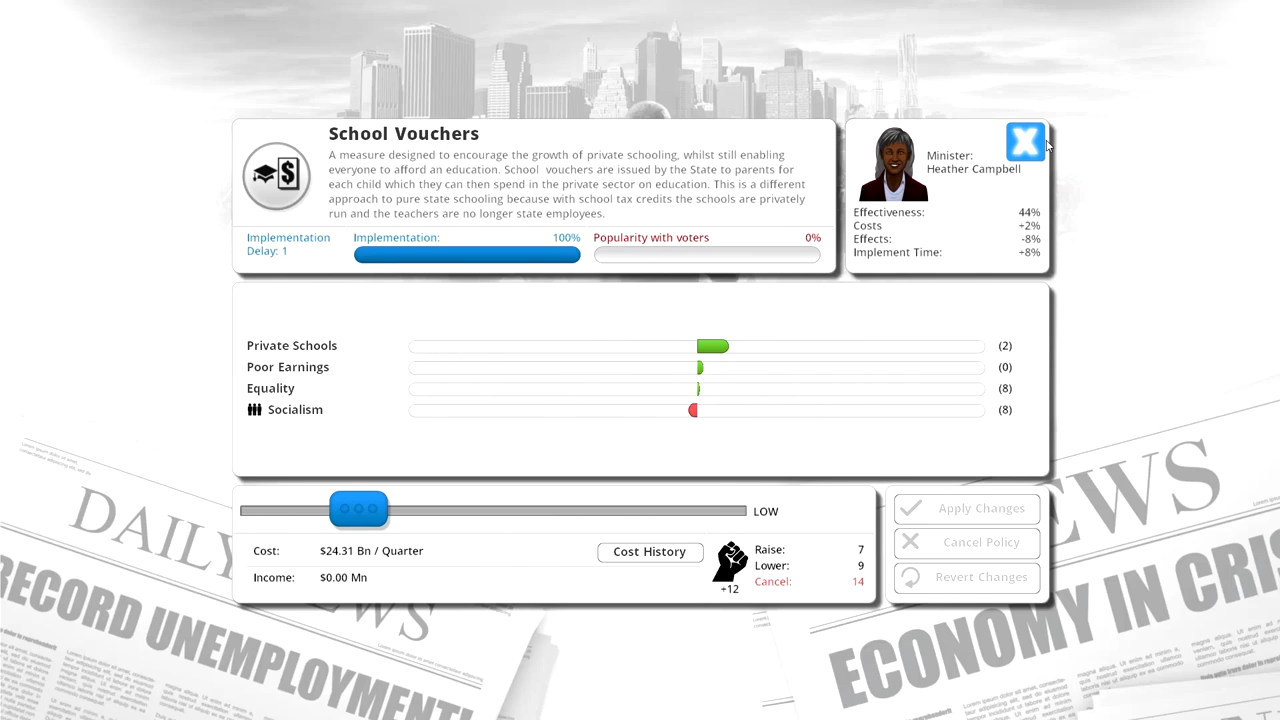 School Vouchers
A measure designed to encourage the growth of private schooling, whilst still enabling
everyone to afford an education. School vouchers are issued by the State to parents for
each child which they can then spend in the private sector on education. This is a different
approach to pure state schooling because with school tax credits the schools are privately
run and the teachers are no longer state employees.
Implementation
Delay: 1
Implementation: 100%
Popularity with voters 0%
Minister:
Heather Campbell
Effectiveness: 44%
Costs +2%
Effects: -8%
Implement Time: +8%
Private Schools (2)
Poor Earnings (0)
Equality (8)
Socialism (8)
LOW
Cost: $24.31 Bn / Quarter
Income: $0.00 Mn
Cost History
+12
Raise: 7
Lower: 9
Cancel: 14
Apply Changes
Cancel Policy
Revert Changes
DAILY NEWS
RECORD UNEMPLOYMENT!
NEWS
ECONOMY IN CRIS